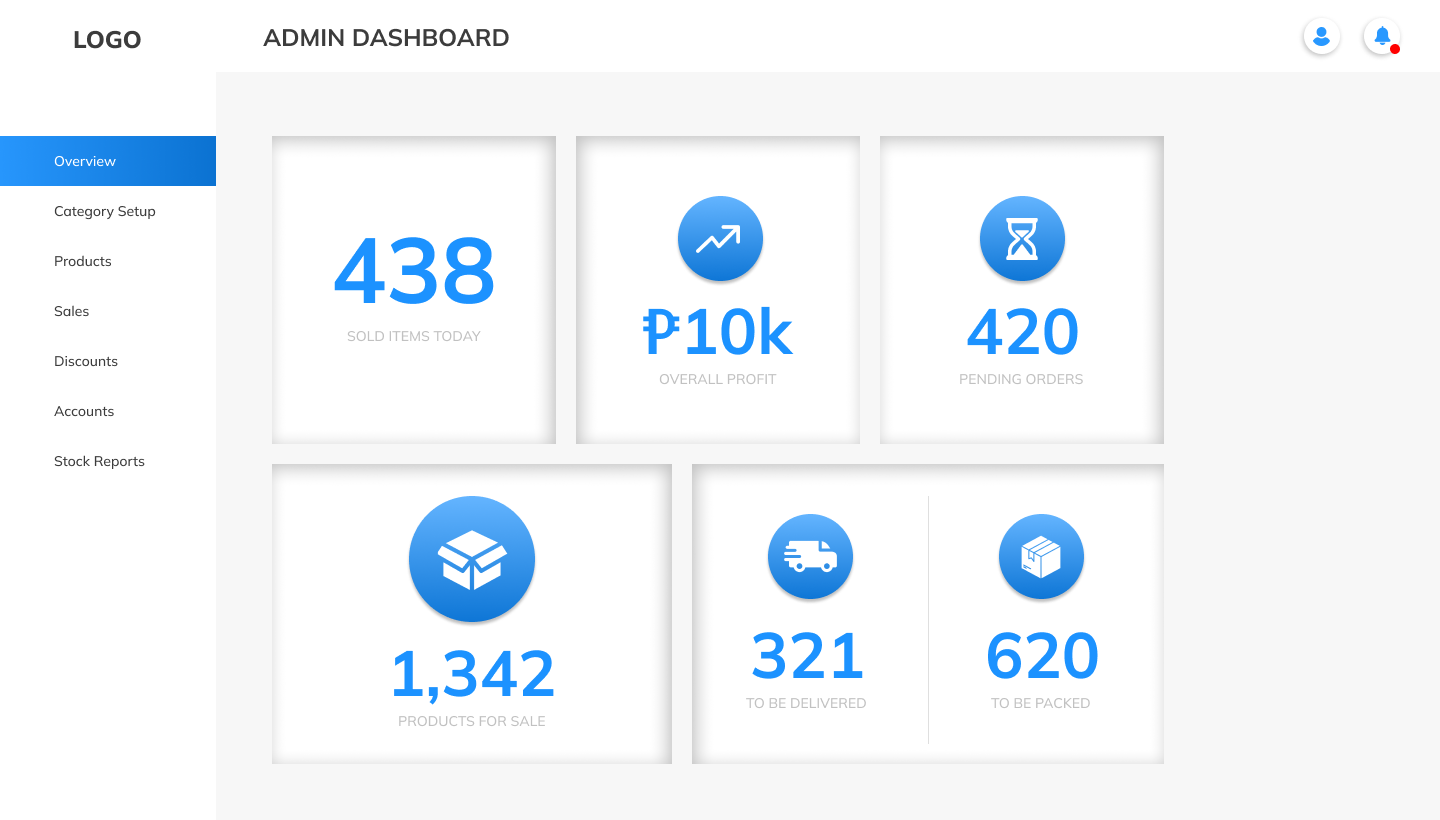 LOGO
ADMIN DASHBOARD
Overview
Category Setup
Products
Sales
Discounts
Accounts
Stock Reports
438
SOLD ITEMS TODAY
₱10k
OVERALL PROFIT
420
PENDING ORDERS
1,342
PRODUCTS FOR SALE
321
TO BE DELIVERED
620
TO BE PACKED